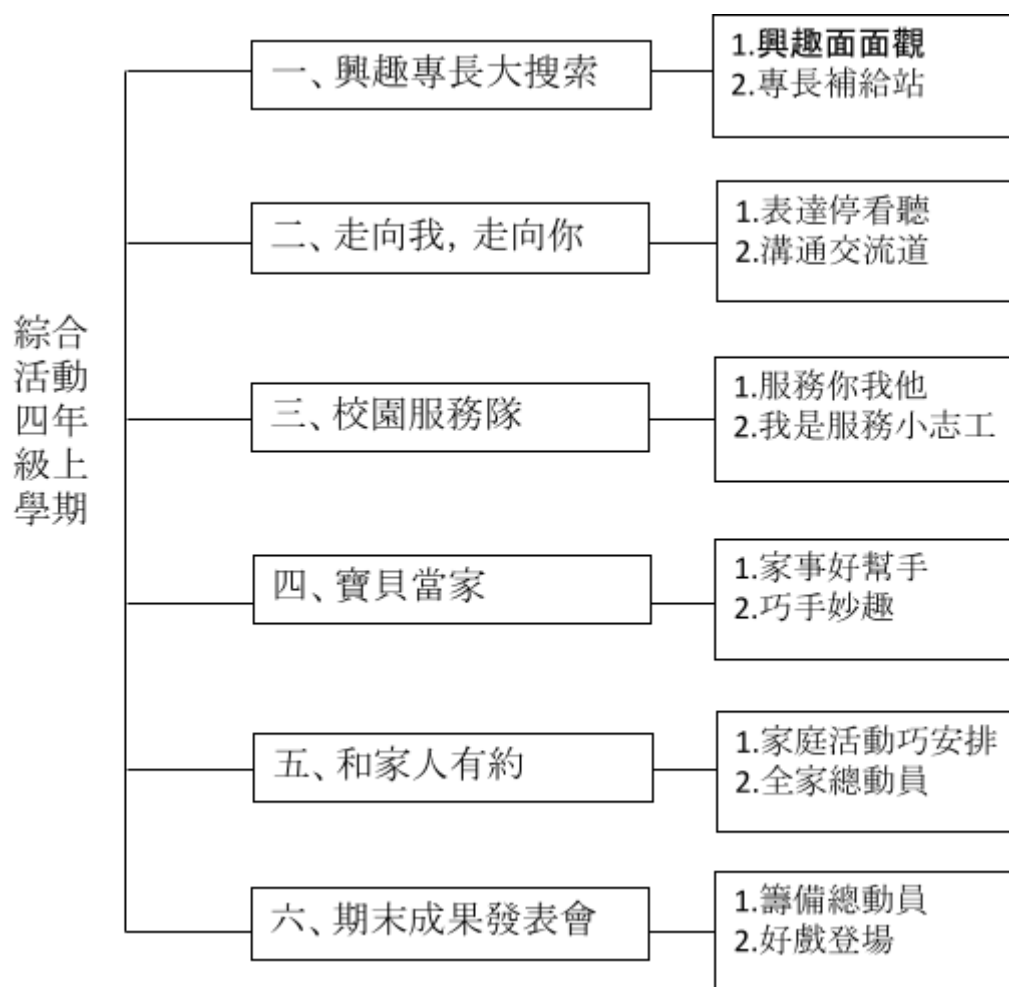 綜合
活動
四年
級上
學期
一、興趣專長大搜索
1.興趣面面觀
2.專長補給站
二、走向我,走向你
1.表達停看聽
2.溝通交流道
三、校園服務隊
1.服務你我他
2.我是服務小志工
四、寶貝當家
1.家事好幫手
2.巧手妙趣
五、和家人有約
1.家庭活動巧安排
2.全家總動員
六、期末成果發表會
1.籌備總動員
2.好戲登場